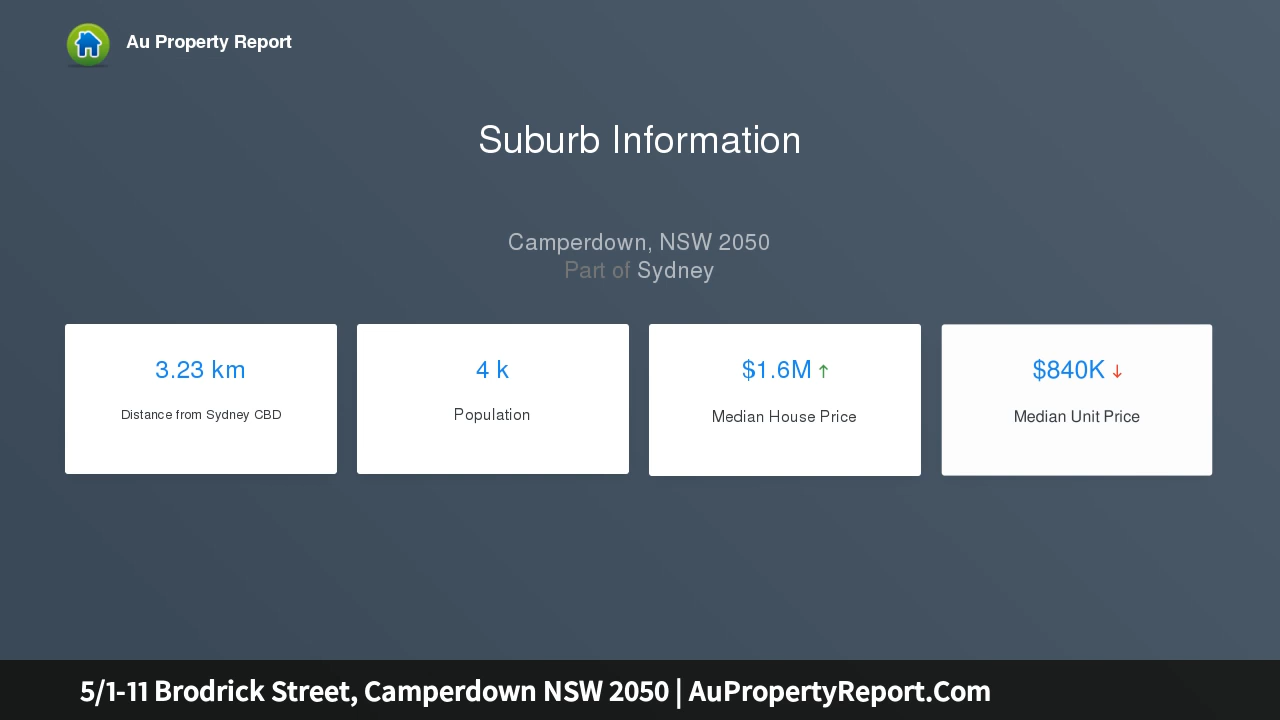 Au Property Report
Suburb Information
Camperdown, NSW 2050
Part of Sydney
3.23 km
Distance from Sydney CBD
4 k
Population
$1.6M ↑
Median House Price
$840K ↓
Median Unit Price
5/1-11 Brodrick Street, Camperdown NSW 2050 | AuPropertyReport.Com